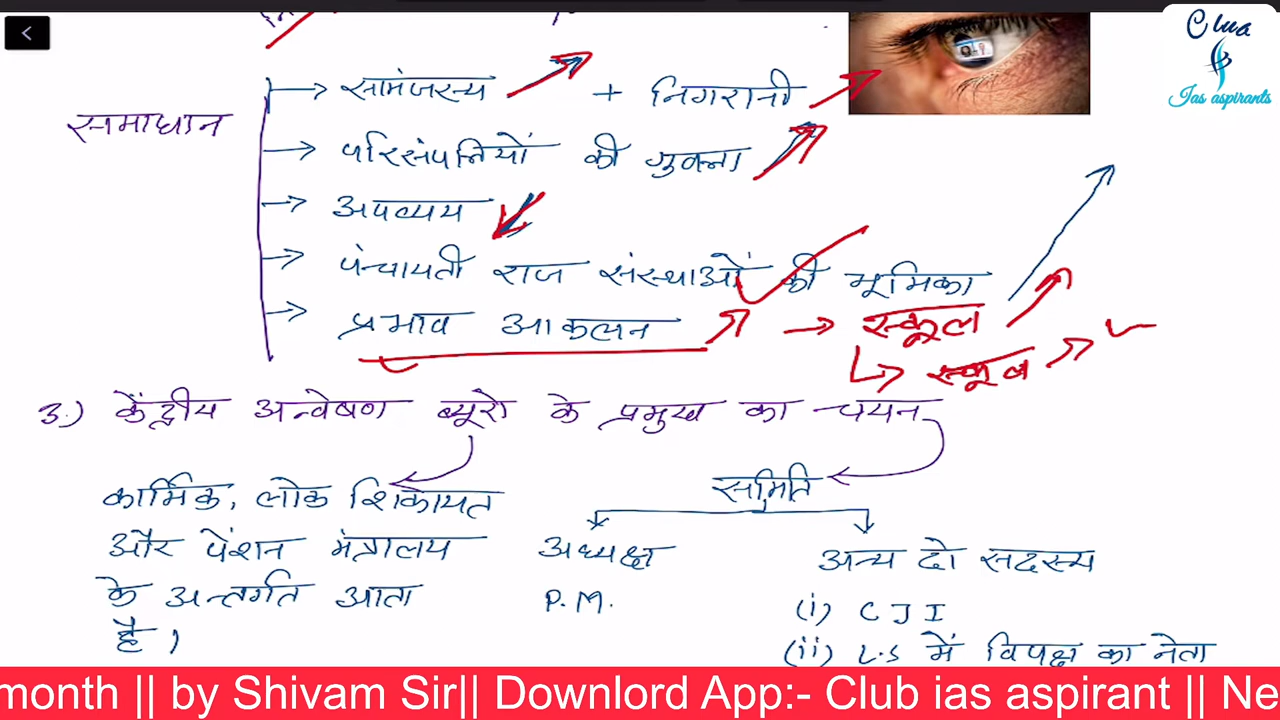 Club
Ias aspirants
सामंजस्य + निगरानी
समाधान
परिसंपत्तियों की गुणवत्ता
अपव्यय
पंचायती राज संस्थाओं की भूमिका
प्रभाव आकलन → स्कूल
3.) केंद्रीय अन्वेषण ब्यूरो के प्रमुख का चयन
कार्मिक, लोक शिकायत
और पेंशन मंत्रालय
के अन्तर्गत आता
है।
समिति
अध्यक्ष
P.M.
अन्य दो सदस्य
(i) CJI
(ii) L.S में विपक्ष का नेता
month || by Shivam Sir|| Downlord App:- Club ias aspirant || Ne